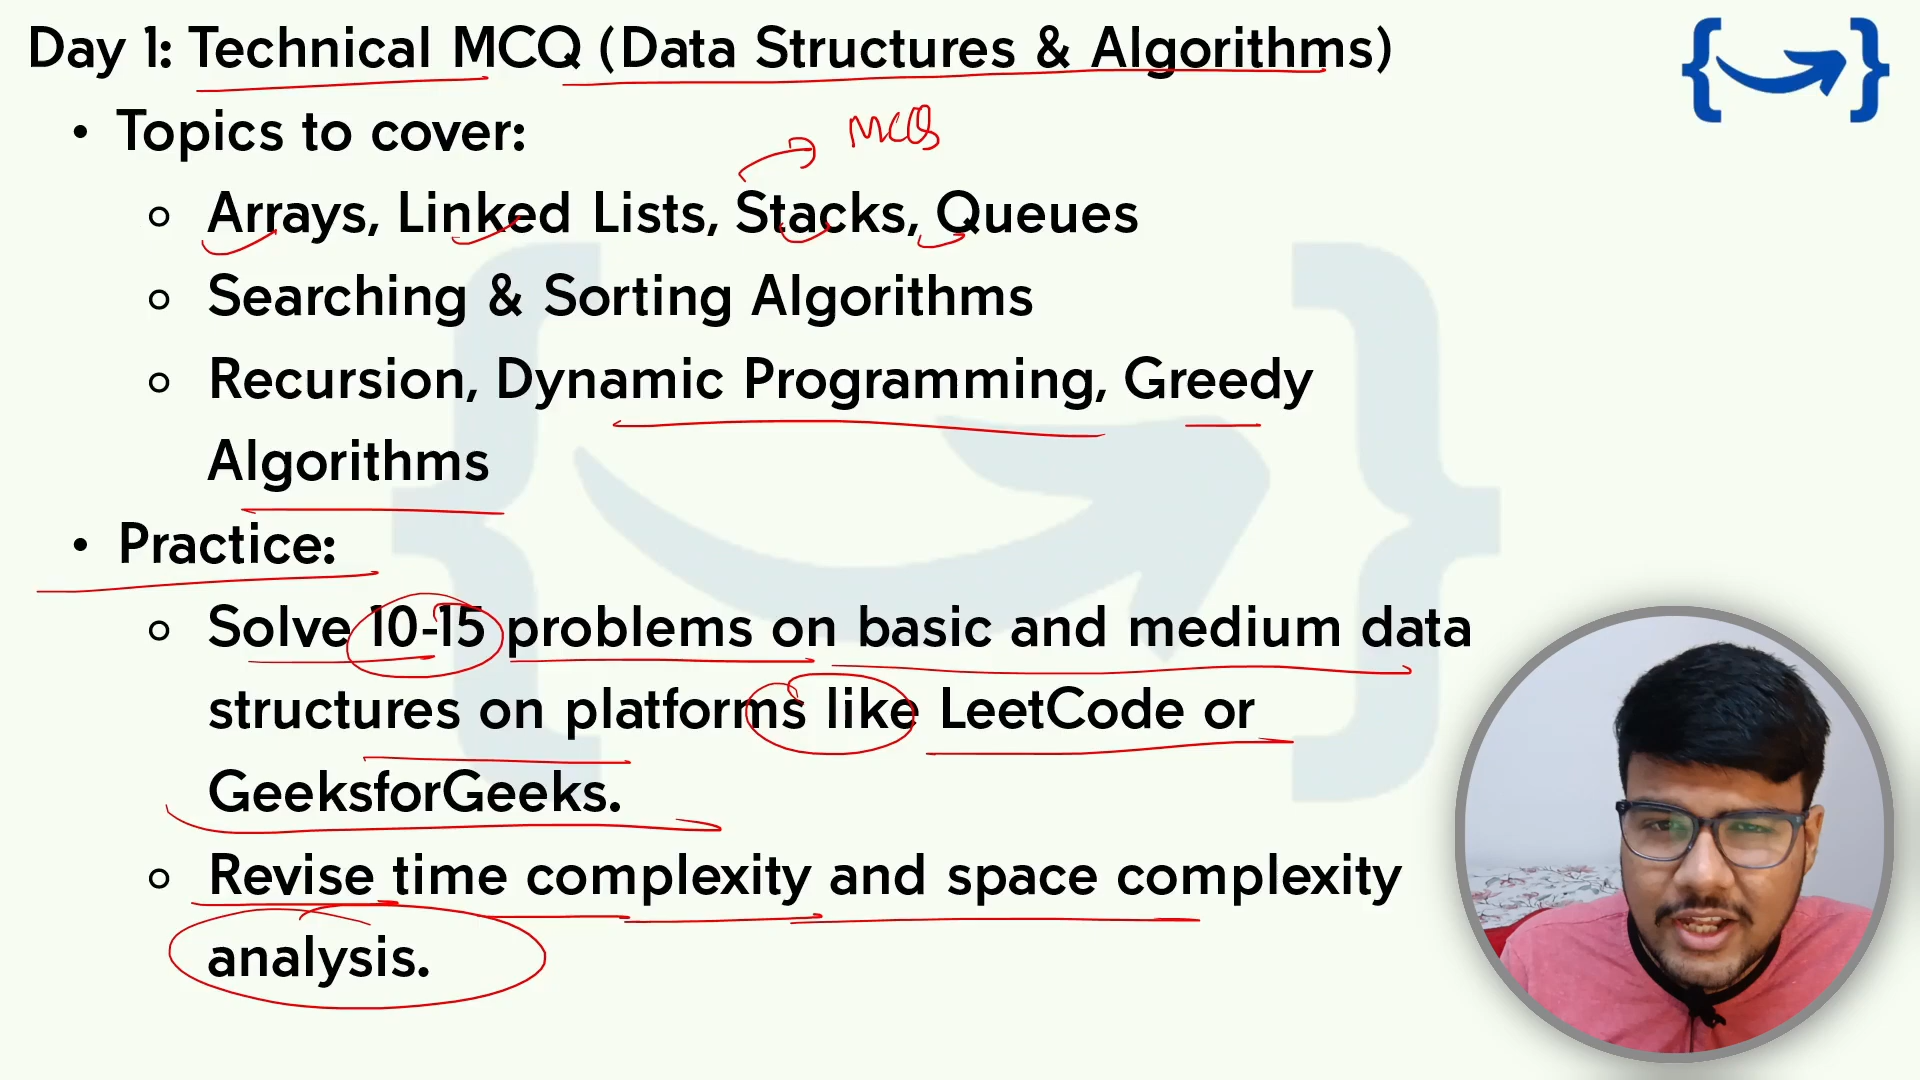 Day 1: Technical MCQ (Data Structures & Algorithms)
• Topics to cover:
MCQs
○ Arrays, Linked Lists, Stacks, Queues
○ Searching & Sorting Algorithms
○ Recursion, Dynamic Programming, Greedy
Algorithms
• Practice:
○ Solve 10-15 problems on basic and medium data
structures on platforms like LeetCode or
GeeksforGeeks.
○ Revise time complexity and space complexity
analysis.